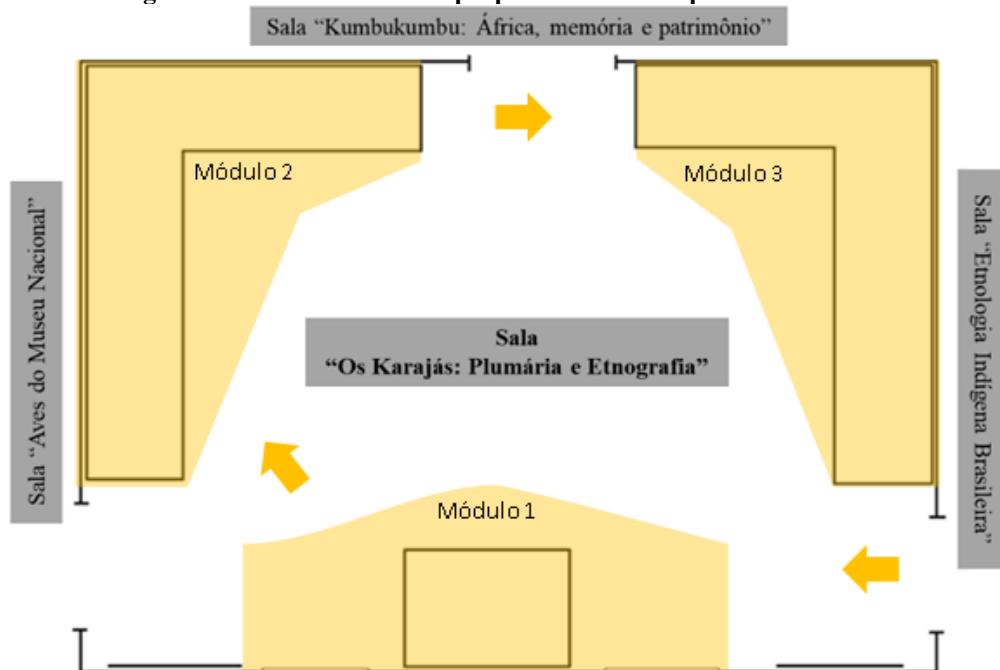 Sala “Kumbukumbu: África, memória e patrimônio”
Módulo 2
Módulo 3
Sala “Aves do Museu Nacional”
Sala “Etnologia Indígena Brasileira”
Sala
“Os Karajás: Plumária e Etnografia”
Módulo 1